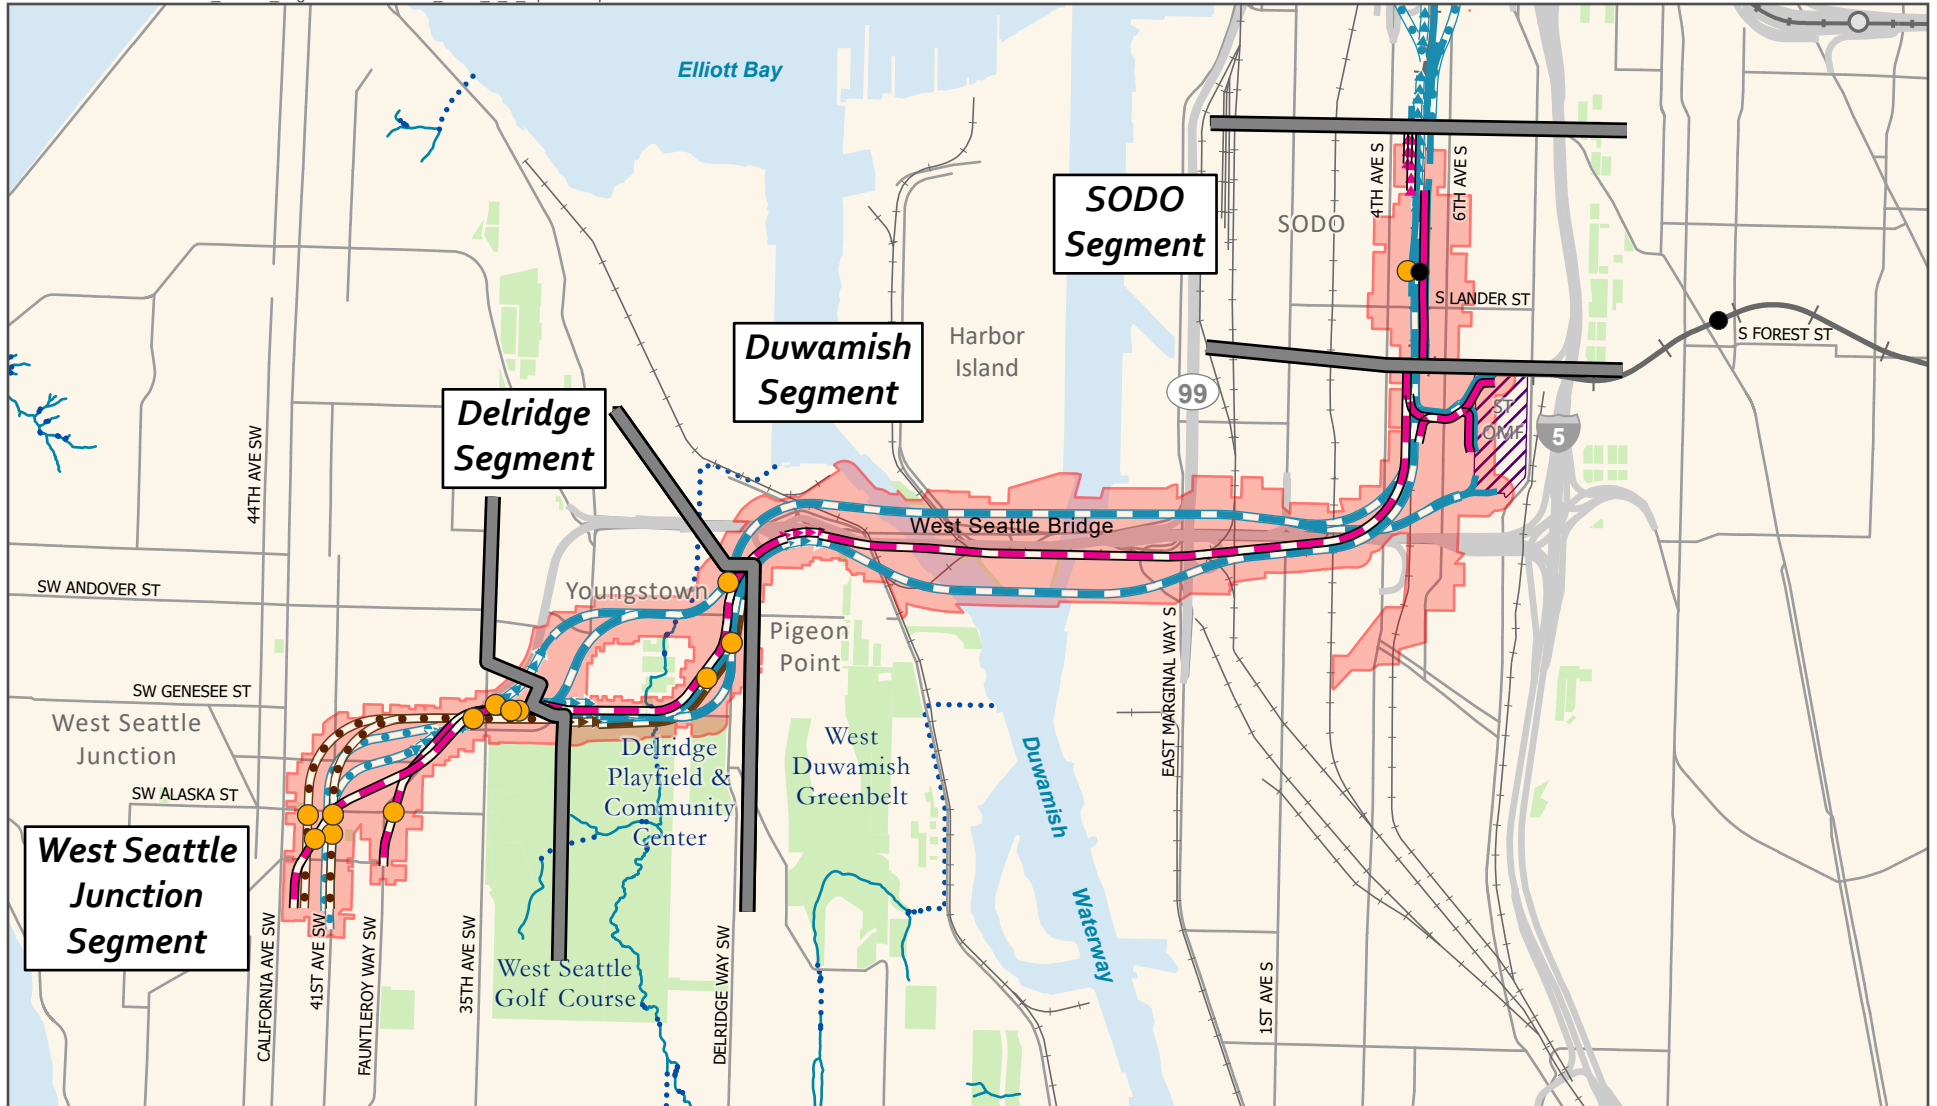 Elliott Bay
4TH AVE S
6TH AVE S
SODO
Segment
SODO
S LANDER ST
S FOREST ST
Harbor
Island
Duwamish
Segment
99
Delridge
Segment
ST
OMF
5
44TH AVE SW
West Seattle Bridge
SW ANDOVER ST
Youngstown
Pigeon
Point
EAST MARGINAL WAY S
SW GENESEE ST
West Seattle
Junction
SW ALASKA ST
Delridge
Playfield &
Community
Center
West
Duwamish
Greenbelt
Duwamish
Waterway
West Seattle
Junction
Segment
CALIFORNIA AVE SW
41ST AVE SW
FAUNTLEROY WAY SW
35TH AVE SW
West Seattle
Golf Course
DELRIDGE WAY SW
1ST AVE S